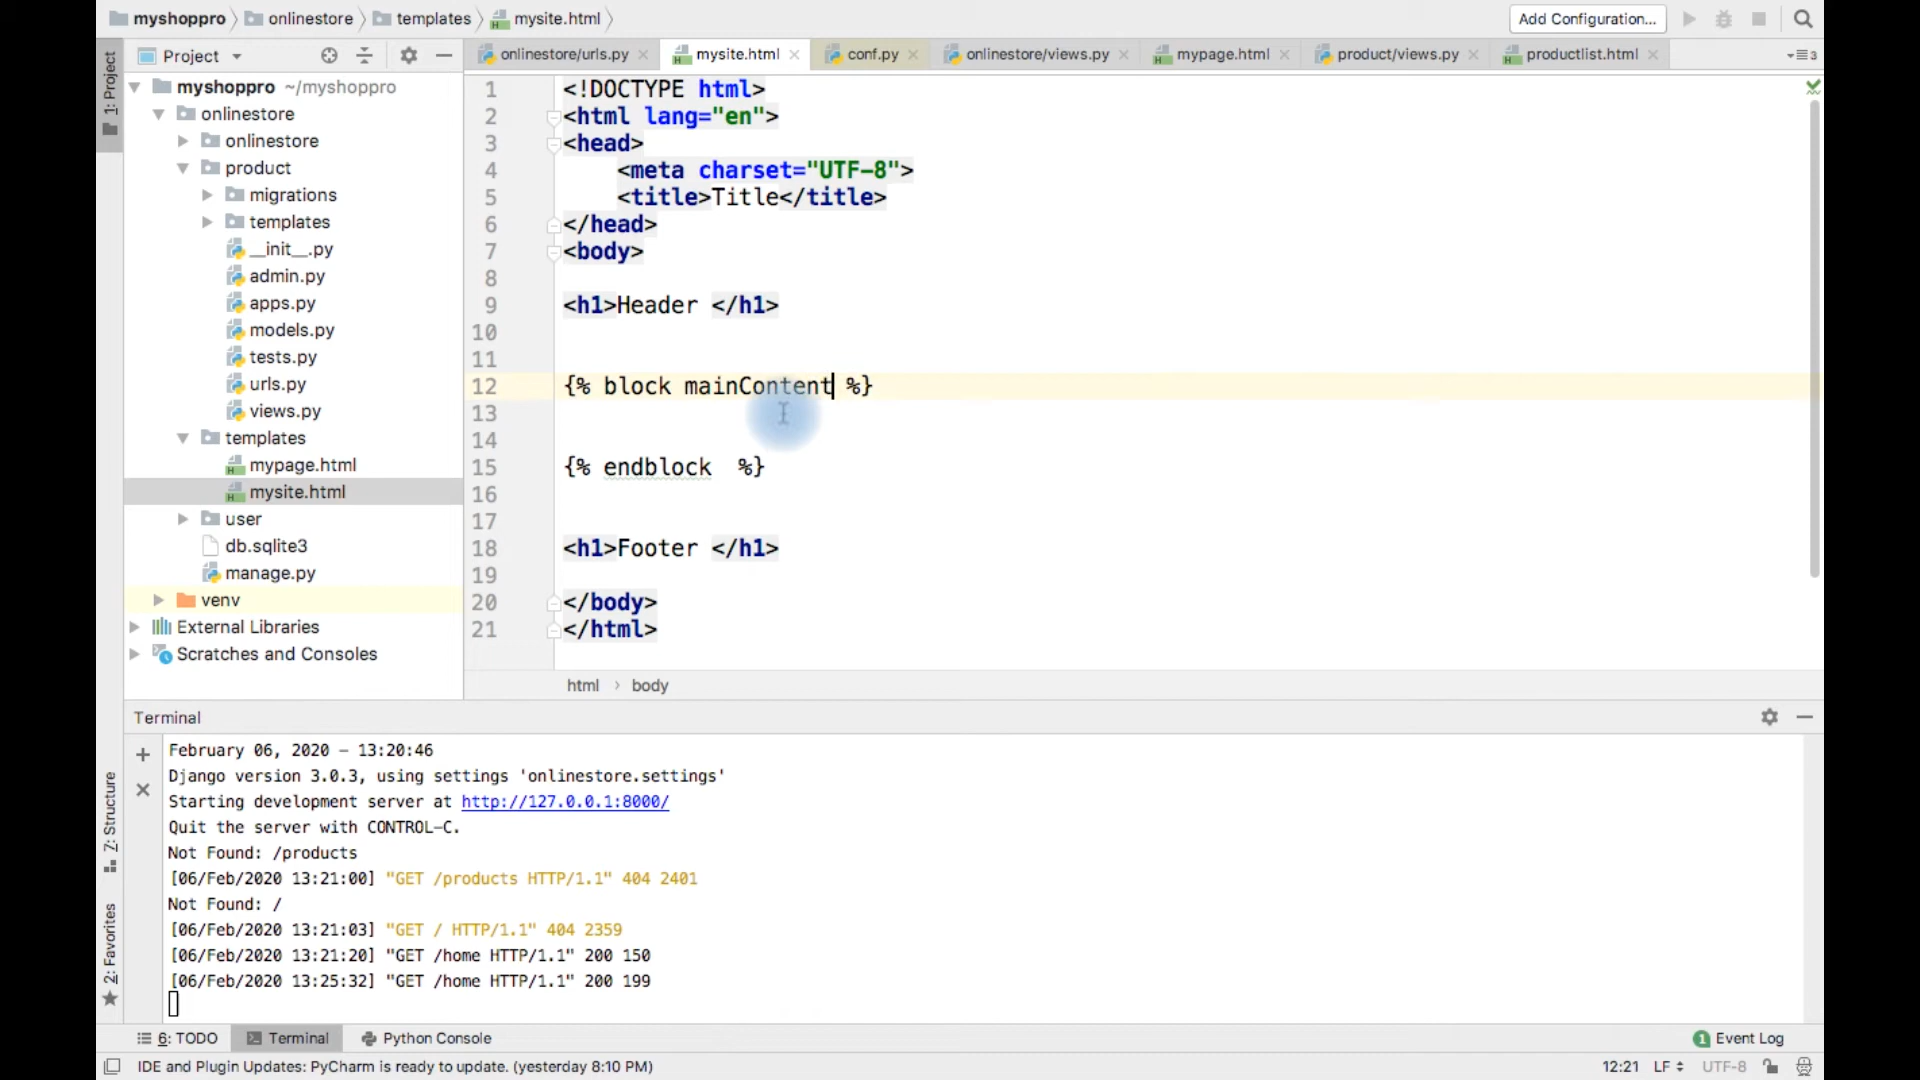 myshoppro onlinestore templates mysite.html
Add Configuration...
1: Project
Project
onlinestore/urls.py mysite.html conf.py onlinestore/views.py mypage.html product/views.py productlist.html
3
myshoppro ~/myshoppro
onlinestore
onlinestore
product
migrations
templates
__init__.py
admin.py
apps.py
models.py
tests.py
urls.py
views.py
templates
mypage.html
mysite.html
user
db.sqlite3
manage.py
venv
External Libraries
Scratches and Consoles
1 <!DOCTYPE html>
2 <html lang="en">
3 <head>
4 <meta charset="UTF-8">
5 <title>Title</title>
6 </head>
7 <body>
8
9 <h1>Header </h1>
10
11
12 {% block mainContent %}
13
14
15 {% endblock  %}
16
17
18 <h1>Footer </h1>
19
20 </body>
21 </html>
html › body
Terminal
February 06, 2020 - 13:20:46
Django version 3.0.3, using settings 'onlinestore.settings'
Starting development server at http://127.0.0.1:8000/
Quit the server with CONTROL-C.
Not Found: /products
[06/Feb/2020 13:21:00] "GET /products HTTP/1.1" 404 2401
Not Found: /
[06/Feb/2020 13:21:03] "GET / HTTP/1.1" 404 2359
[06/Feb/2020 13:21:20] "GET /home HTTP/1.1" 200 150
[06/Feb/2020 13:25:32] "GET /home HTTP/1.1" 200 199
7: Structure
2: Favorites
6: TODO Terminal Python Console
1 Event Log
IDE and Plugin Updates: PyCharm is ready to update. (yesterday 8:10 PM)
12:21 LF UTF-8